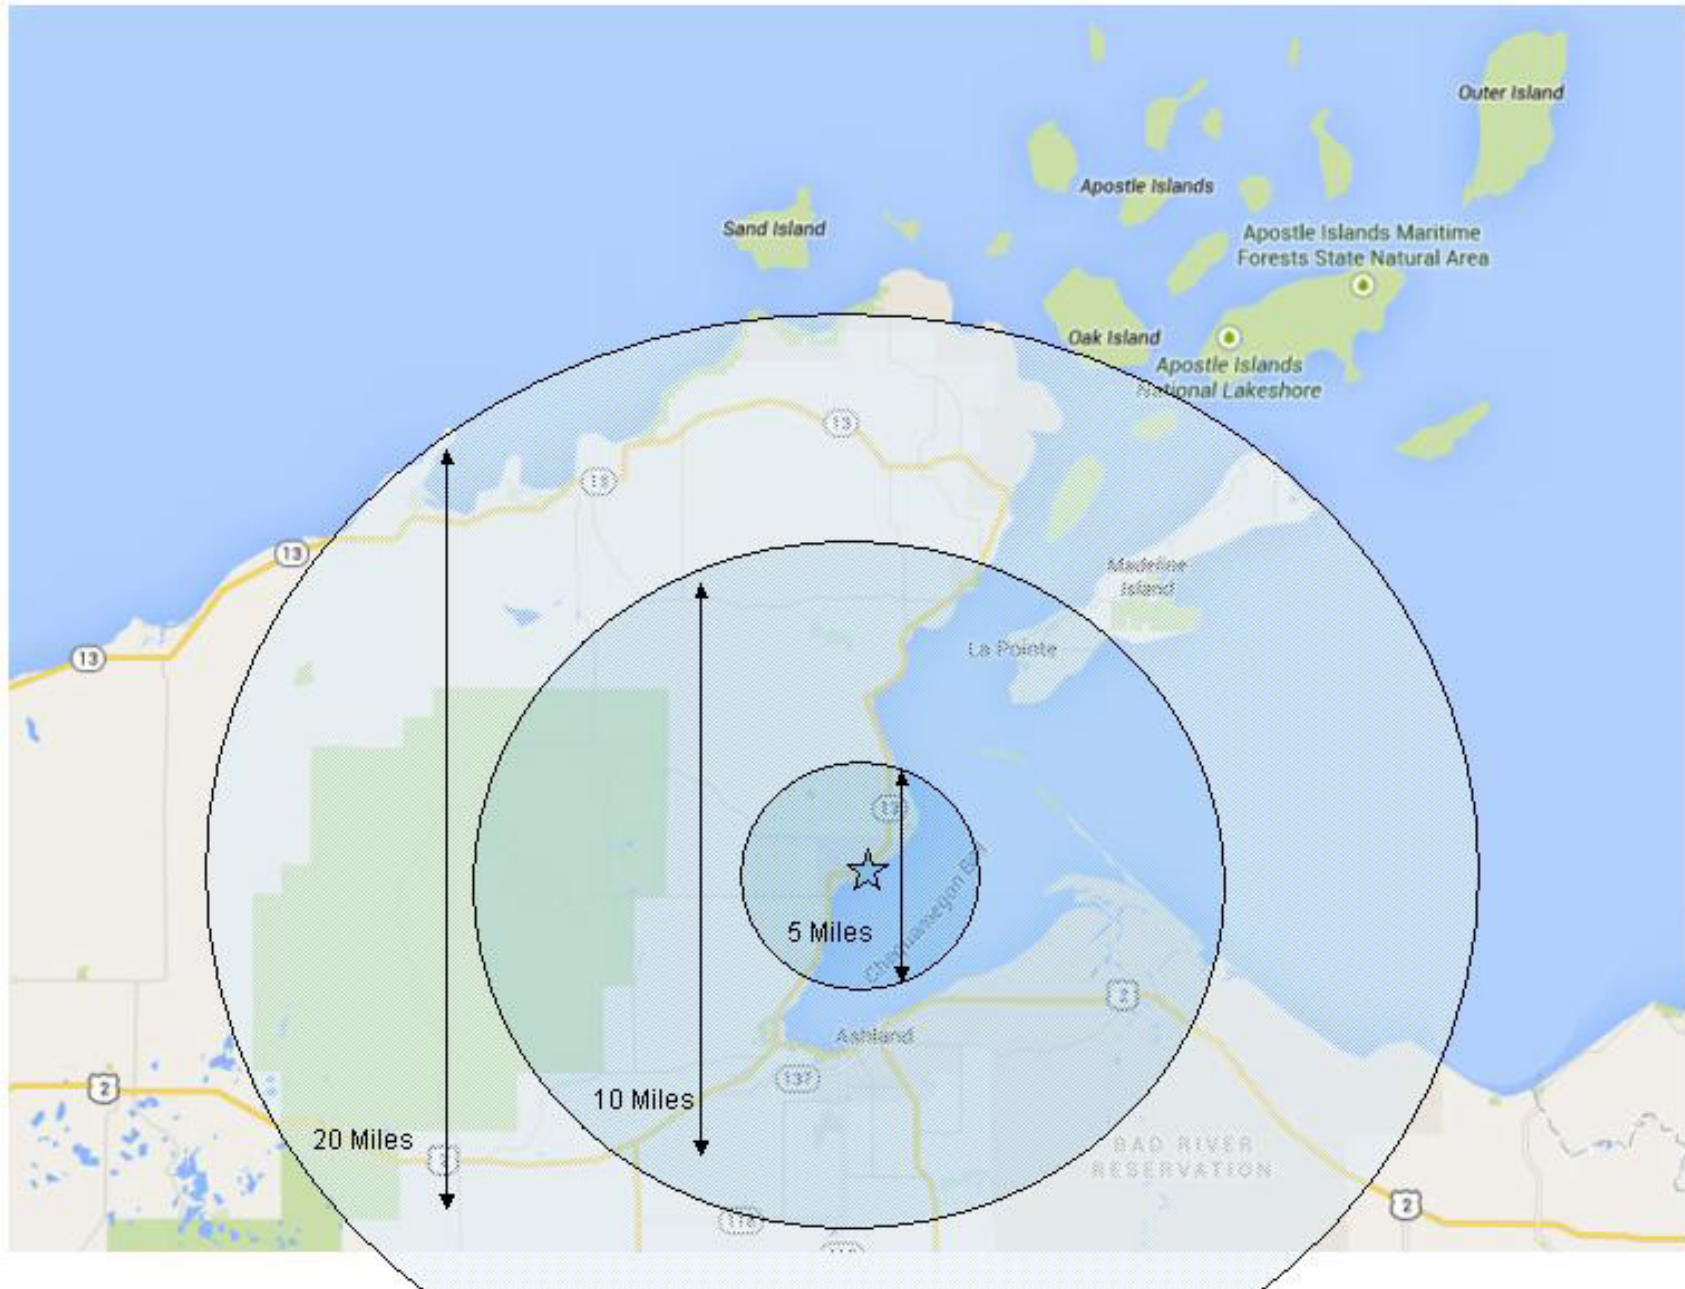 Outer Island
Apostle Islands
Sand Island
Apostle Islands Maritime
Forests State Natural Area
Oak Island
Apostle Islands
National Lakeshore
13
13
13
Madeline
Island
La Pointe
13
13
5 Miles
Chequamegon Bay
2
Ashland
137
2
10 Miles
20 Miles
2
BAD RIVER
RESERVATION
2
118